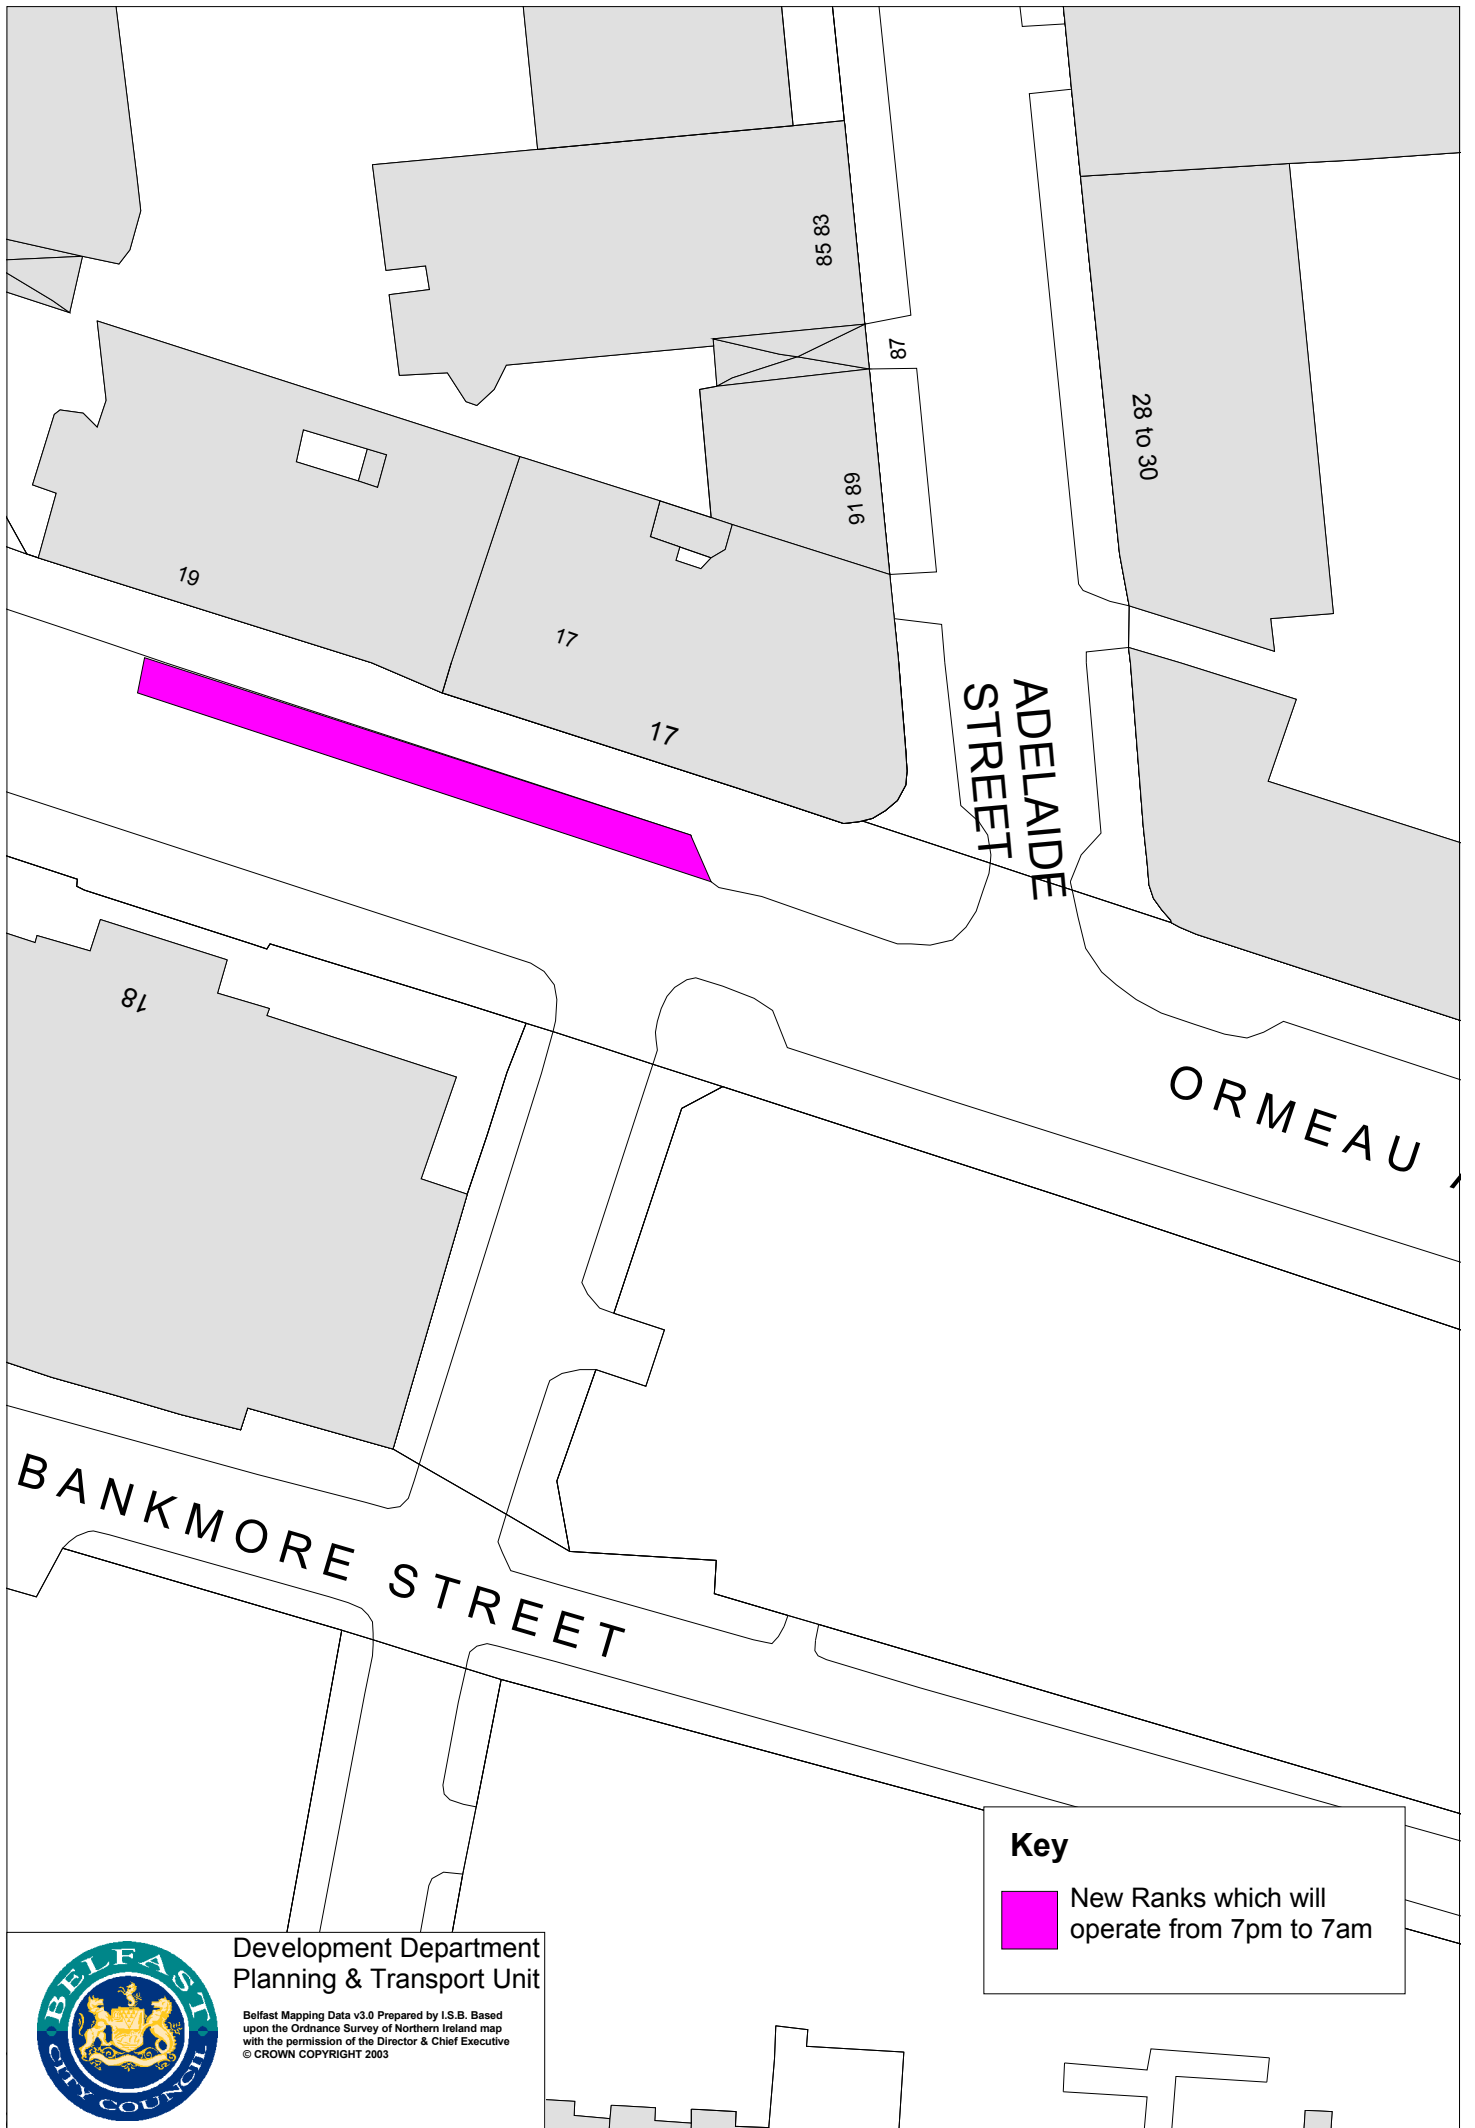 85 83
87
28 to 30
91 89
19
17
17
ADELAIDE
STREET
18
ORMEAU
BANKMORE STREET
Key
New Ranks which will
operate from 7pm to 7am
BELFAST
CITY COUNCIL
Development Department
Planning & Transport Unit
Belfast Mapping Data v3.0 Prepared by I.S.B. Based
upon the Ordnance Survey of Northern Ireland map
with the permission of the Director & Chief Executive
© CROWN COPYRIGHT 2003